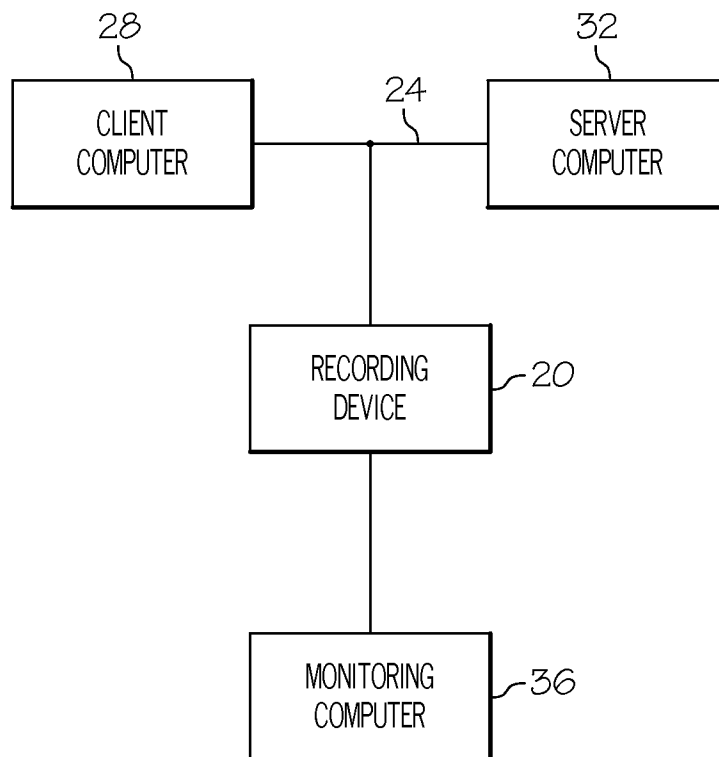 28
32
24
CLIENT
COMPUTER
SERVER
COMPUTER
RECORDING
DEVICE
20
MONITORING
COMPUTER
36